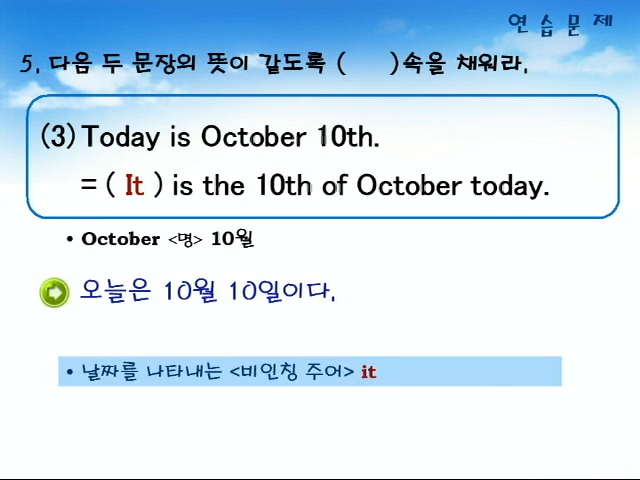 연습문제
5. 다음 두 문장의 뜻이 같도록 (    )속을 채워라.
(3) Today is October 10th.
= ( It ) is the 10th of October today.
• October <명> 10월
오늘은 10월 10일이다.
• 날짜를 나타내는 <비인칭 주어> it